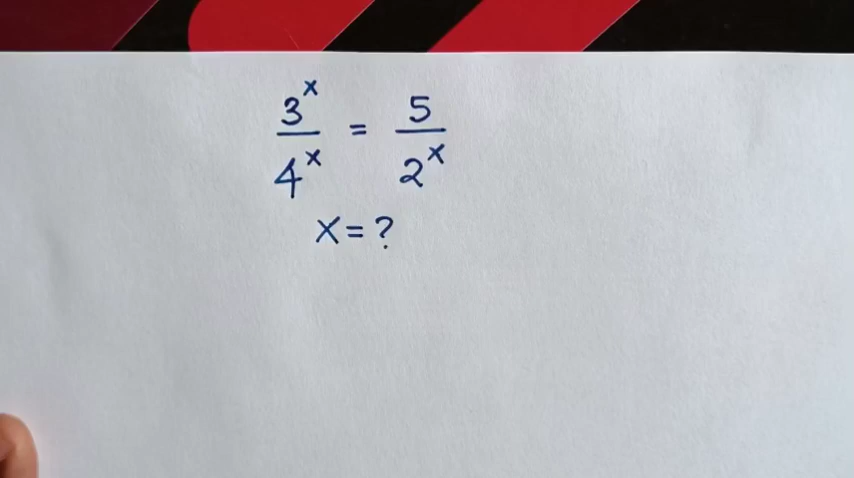 3^x / 4^x = 5 / 2^x
x = ?